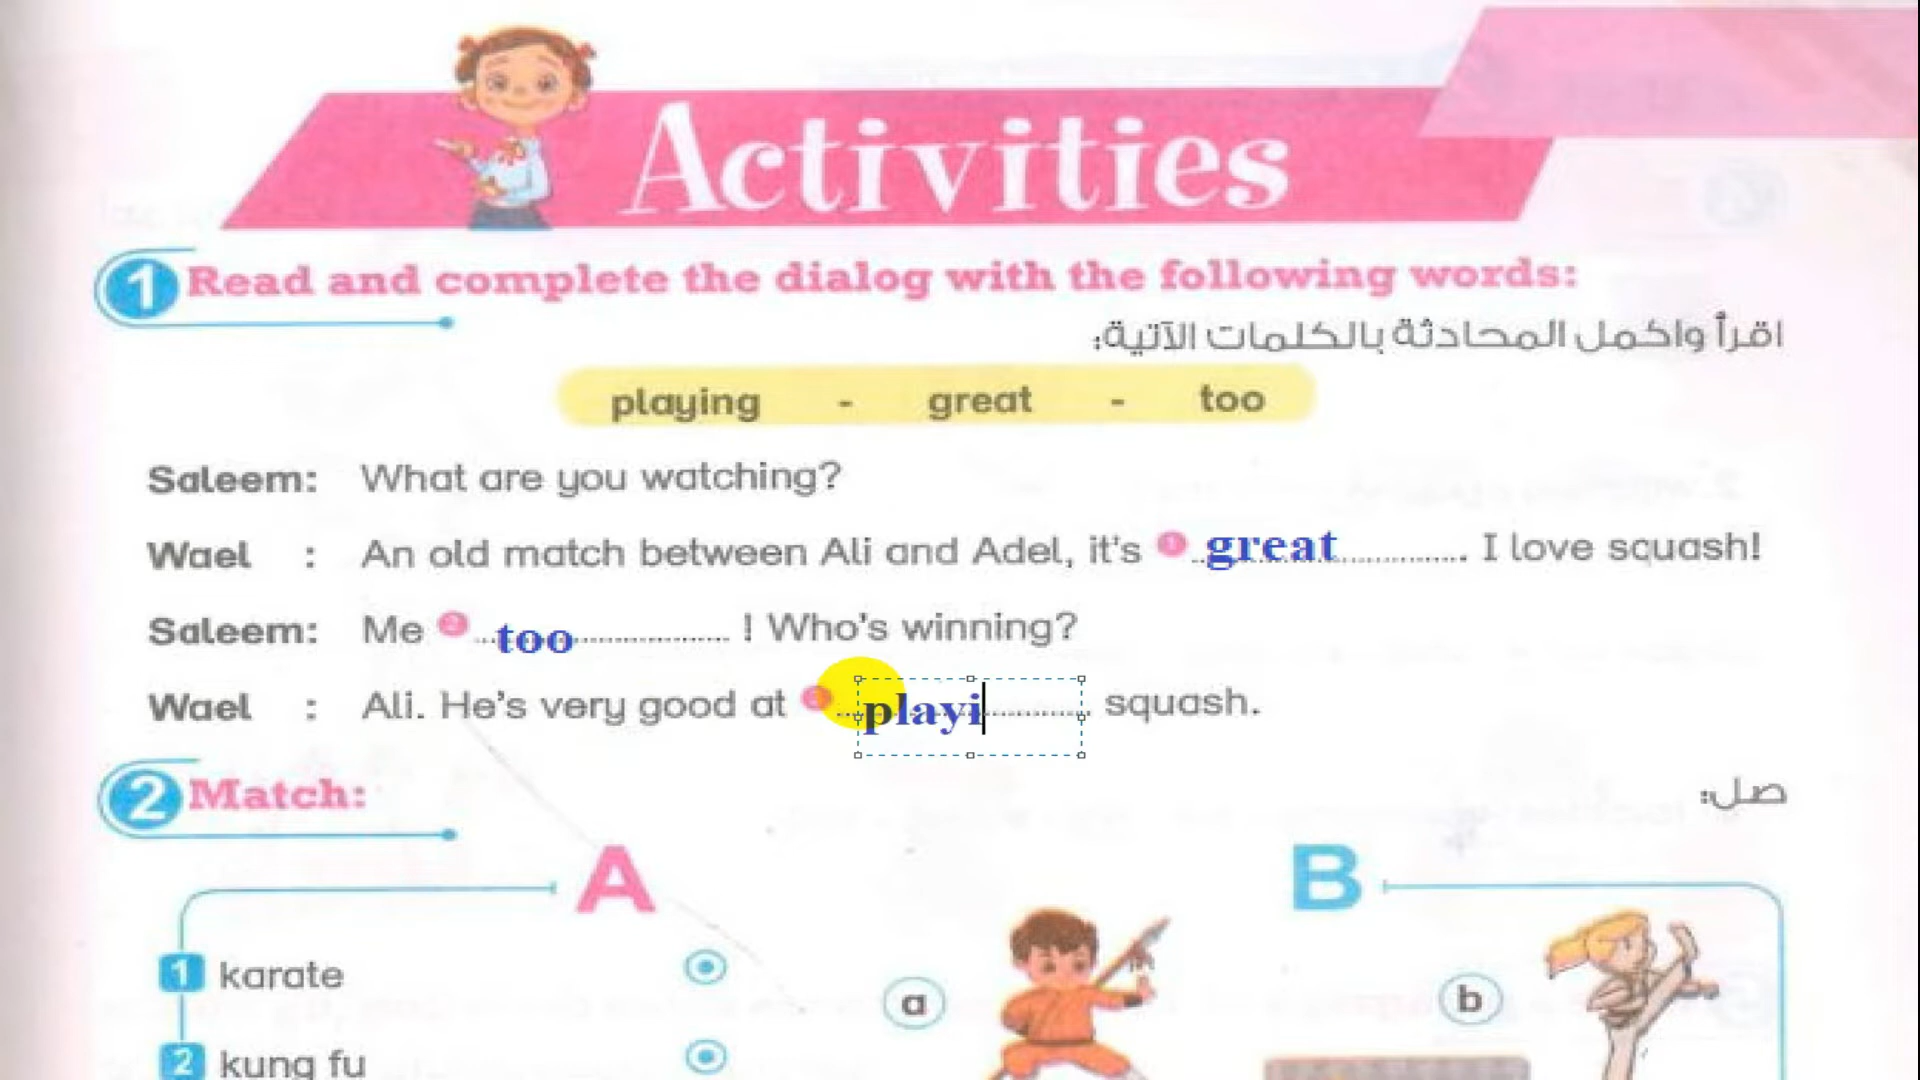 Activities
1 Read and complete the dialog with the following words:
اقرأ واكمل المحادثة بالكلمات الآتية:
playing - great - too
Saleem: What are you watching?
Wael : An old match between Ali and Adel, it's 1 great. I love squash!
Saleem: Me 2 too ! Who's winning?
Wael : Ali. He's very good at 3 playi squash.
2 Match:
صل:
A
B
1 karate
a
b
2 kung fu